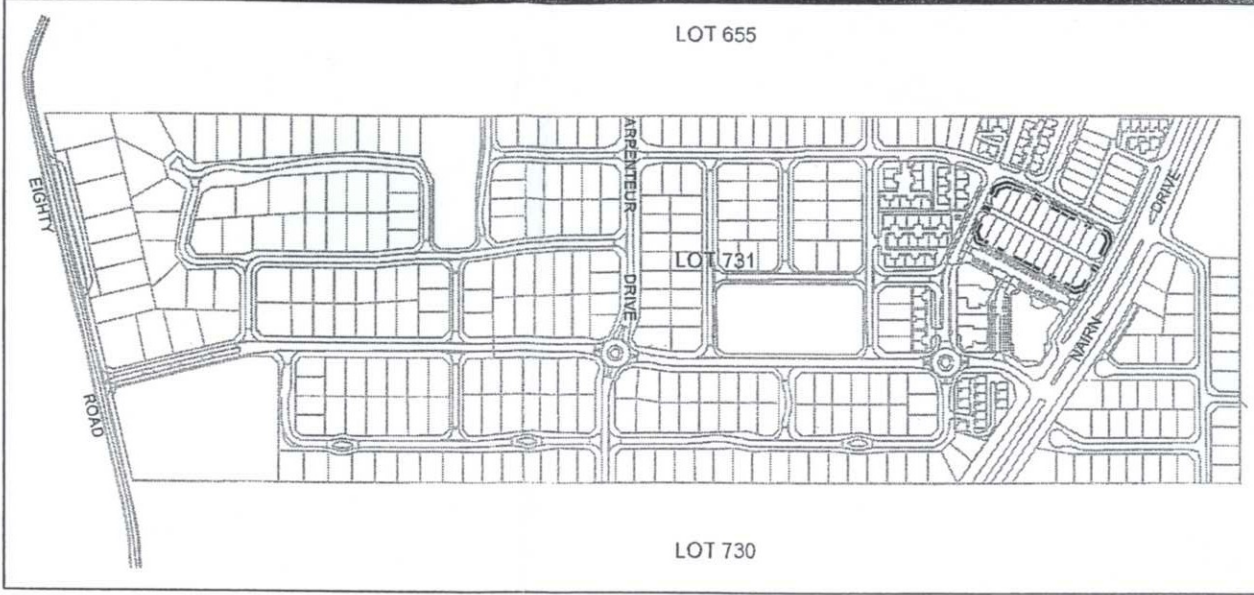 LOT 655
ARPENTEUR DRIVE
EIGHTY ROAD
LOT 731
NAIRN DRIVE
LOT 730